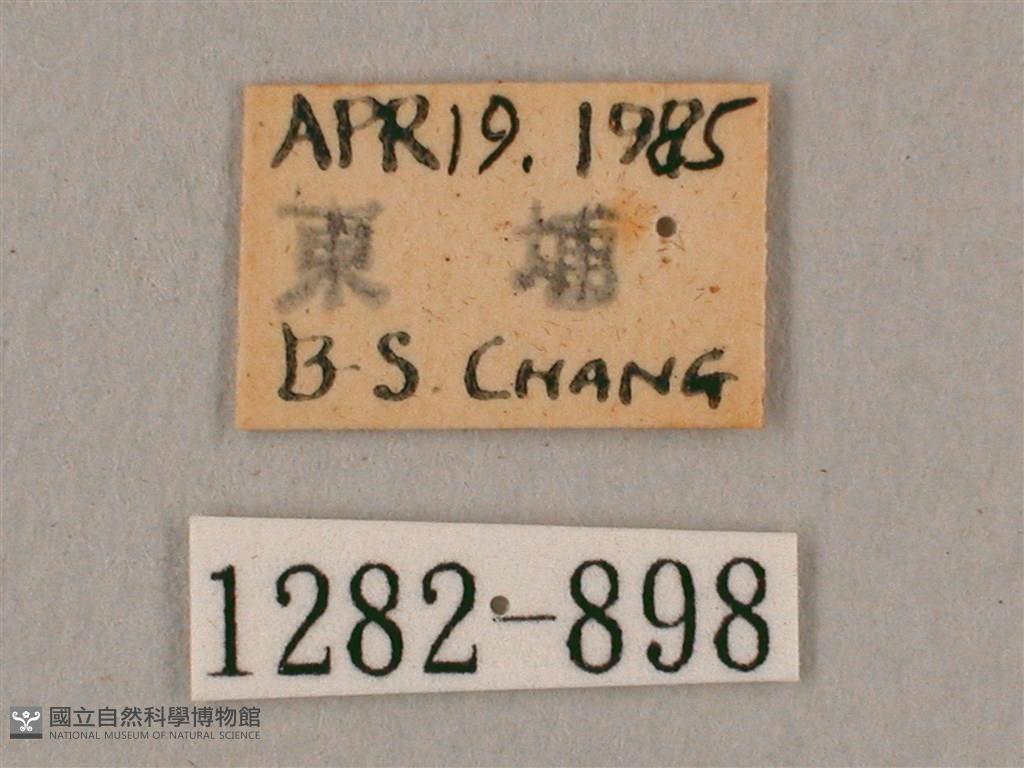 APR 19. 1985
東 埔
B-S. CHANG
1282-898
國立自然科學博物館
NATIONAL MUSEUM OF NATURAL SCIENCE